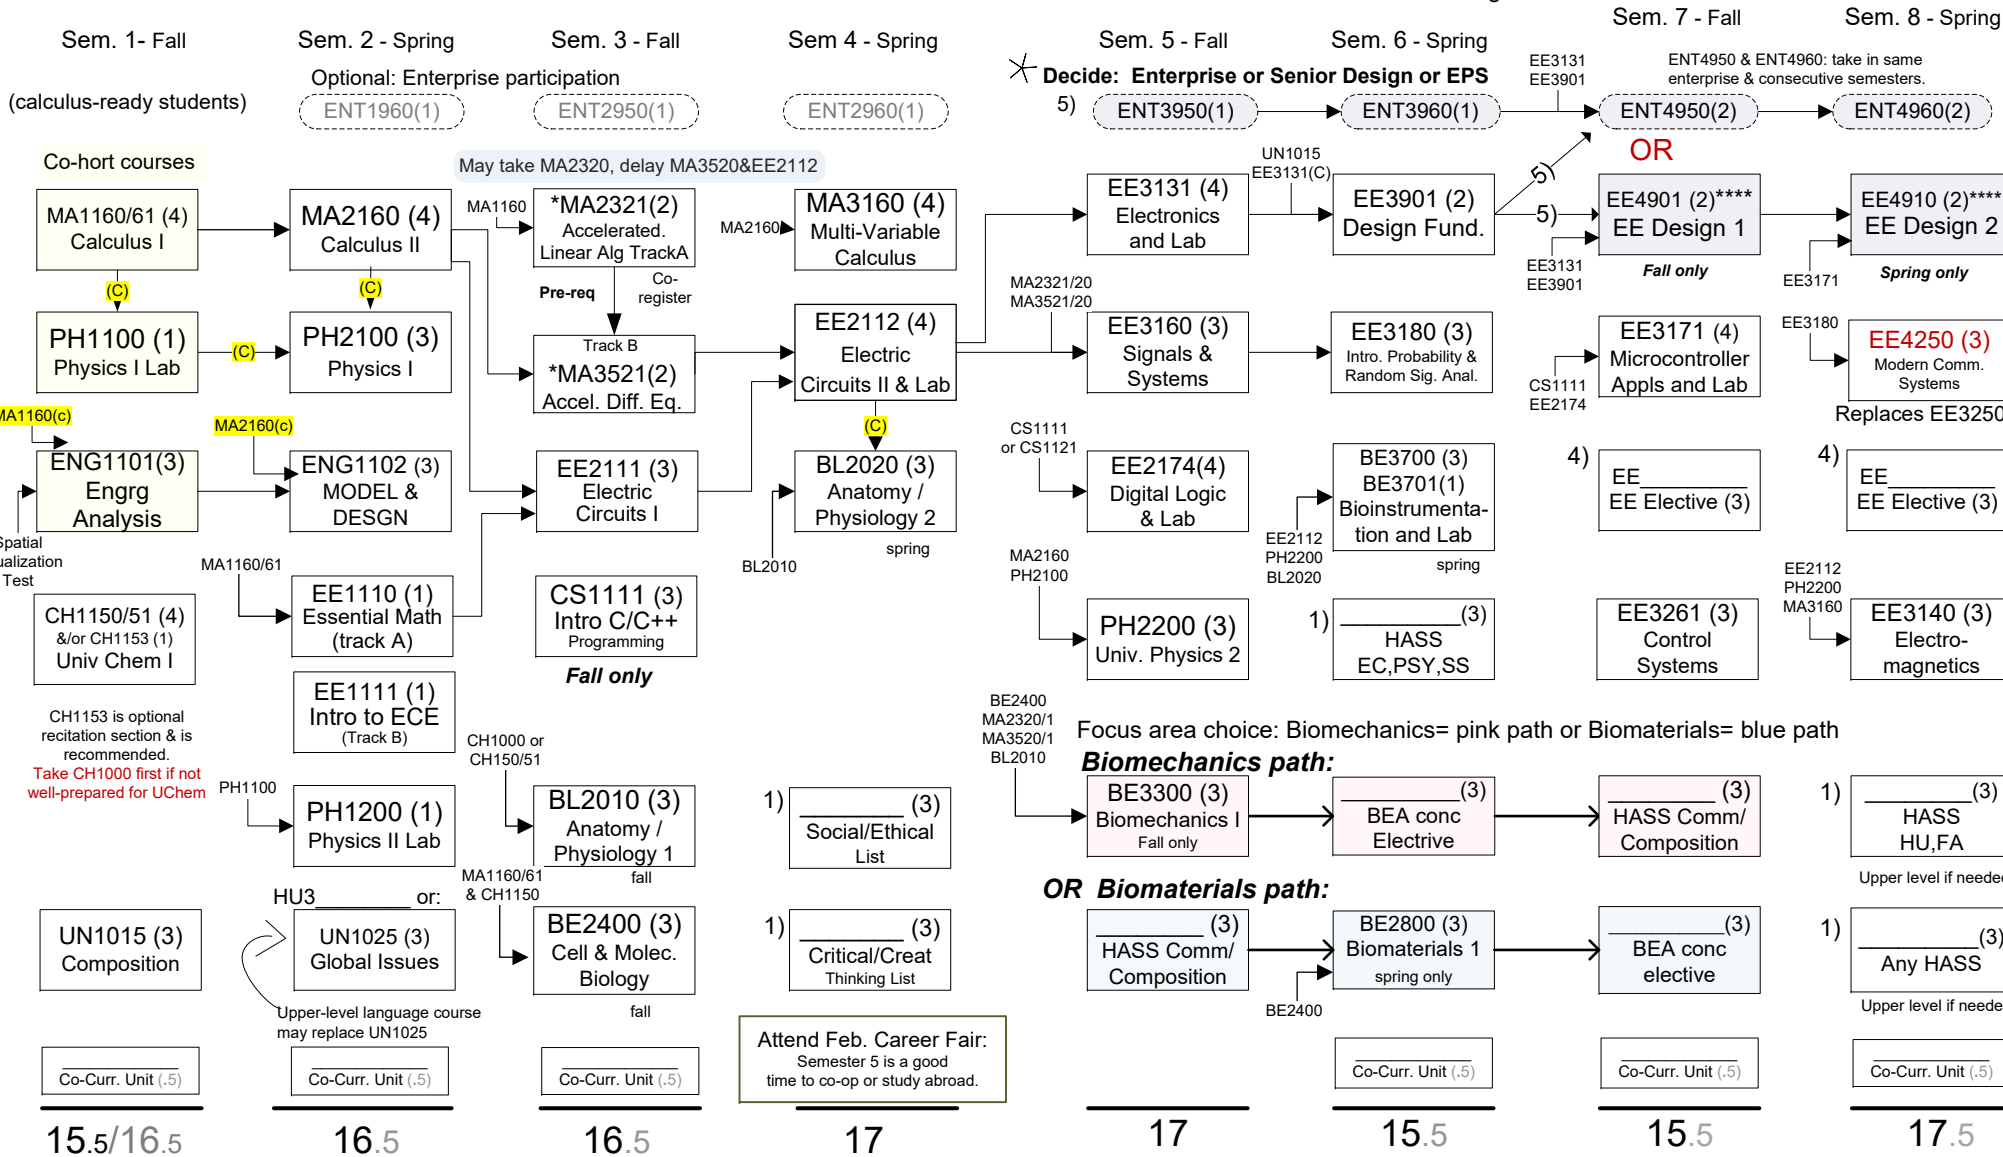 Sem. 1- Fall
(calculus-ready students)
Co-hort courses
MA1160/61 (4)
Calculus I
(C)
PH1100 (1)
Physics I Lab
(C)
MA1160(c)
ENG1101(3)
Engrg
Analysis
Spatial
Test
CH1150/51 (4)
&/or CH1153 (1)
Univ Chem I
CH1153 is optional
recitation section & is
recommended.
Take CH1000 first if not
well-prepared for UChem
UN1015 (3)
Composition
Co-Curr. Unit (.5)
15.5/16.5
Sem. 2 - Spring
Optional: Enterprise participation
ENT1960(1)
MA2160 (4)
Calculus II
(C)
PH2100 (3)
Physics I
MA2160(c)
ENG1102 (3)
MODEL &
DESGN
MA1160/61
EE1110 (1)
Essential Math
(track A)
EE1111 (1)
Intro to ECE
(Track B)
PH1100
PH1200 (1)
Physics II Lab
HU3________ or:
UN1025 (3)
Global Issues
Upper-level language course
may replace UN1025
Co-Curr. Unit (.5)
16.5
Sem. 3 - Fall
ENT2950(1)
May take MA2320, delay MA3520&EE2112
MA1160
*MA2321(2)
Accelerated.
Linear Alg TrackA
Pre-req
Co-
register
Track B
*MA3521(2)
Accel. Diff. Eq.
EE2111 (3)
Electric
Circuits I
CS1111 (3)
Intro C/C++
Programming
Fall only
CH1000 or
CH150/51
BL2010 (3)
Anatomy /
Physiology 1
fall
MA1160/61
& CH1150
BE2400 (3)
Cell & Molec.
Biology
fall
Co-Curr. Unit (.5)
16.5
Sem 4 - Spring
ENT2960(1)
MA2160
MA3160 (4)
Multi-Variable
Calculus
EE2112 (4)
Electric
Circuits II & Lab
(C)
BL2020 (3)
Anatomy /
Physiology 2
spring
BL2010
1) _________ (3)
Social/Ethical
List
1) _________ (3)
Critical/Creat
Thinking List
Attend Feb. Career Fair:
Semester 5 is a good
time to co-op or study abroad.
17
Sem. 5 - Fall
Decide: Enterprise or Senior Design or EPS
5)
ENT3950(1)
EE3131 (4)
Electronics
and Lab
MA2321/20
MA3521/20
EE3160 (3)
Signals &
Systems
CS1111
or CS1121
EE2174(4)
Digital Logic
& Lab
MA2160
PH2100
PH2200 (3)
Univ. Physics 2
BE2400
MA2320/1
MA3520/1
BL2010
Focus area choice: Biomechanics= pink path or Biomaterials= blue path
Biomechanics path:
BE3300 (3)
Biomechanics I
Fall only
OR Biomaterials path:
_________ (3)
HASS Comm/
Composition
17
Sem. 6 - Spring
ENT3960(1)
UN1015
EE3131(C)
EE3901 (2)
Design Fund.
5)
5)
EE3180 (3)
Intro. Probability &
Random Sig. Anal.
BE3700 (3)
BE3701(1)
Bioinstrumenta-
tion and Lab
spring
EE2112
PH2200
BL2020
1) __________(3)
HASS
EC,PSY,SS
__________(3)
BEA conc
Electrive
BE2800 (3)
Biomaterials 1
spring only
BE2400
Co-Curr. Unit (.5)
15.5
Sem. 7 - Fall
EE3131
EE3901
ENT4950 & ENT4960: take in same
enterprise & consecutive semesters.
ENT4950(2)
OR
EE4901 (2)****
EE Design 1
Fall only
EE3131
EE3901
EE3171 (4)
Microcontroller
Appls and Lab
CS1111
EE2174
4)
EE_________
EE Elective (3)
EE3261 (3)
Control
Systems
_________ (3)
HASS Comm/
Composition
__________(3)
BEA conc
elective
Co-Curr. Unit (.5)
15.5
Sem. 8 - Spring
ENT4960(2)
EE4910 (2)****
EE Design 2
Spring only
EE3171
EE3180
EE4250 (3)
Modern Comm.
Systems
Replaces EE3250
4)
EE_________
EE Elective (3)
EE2112
PH2200
MA3160
EE3140 (3)
Electro-
magnetics
1) _________(3)
HASS
HU,FA
Upper level if needed
1) __________(3)
Any HASS
Upper level if needed
Co-Curr. Unit (.5)
17.5